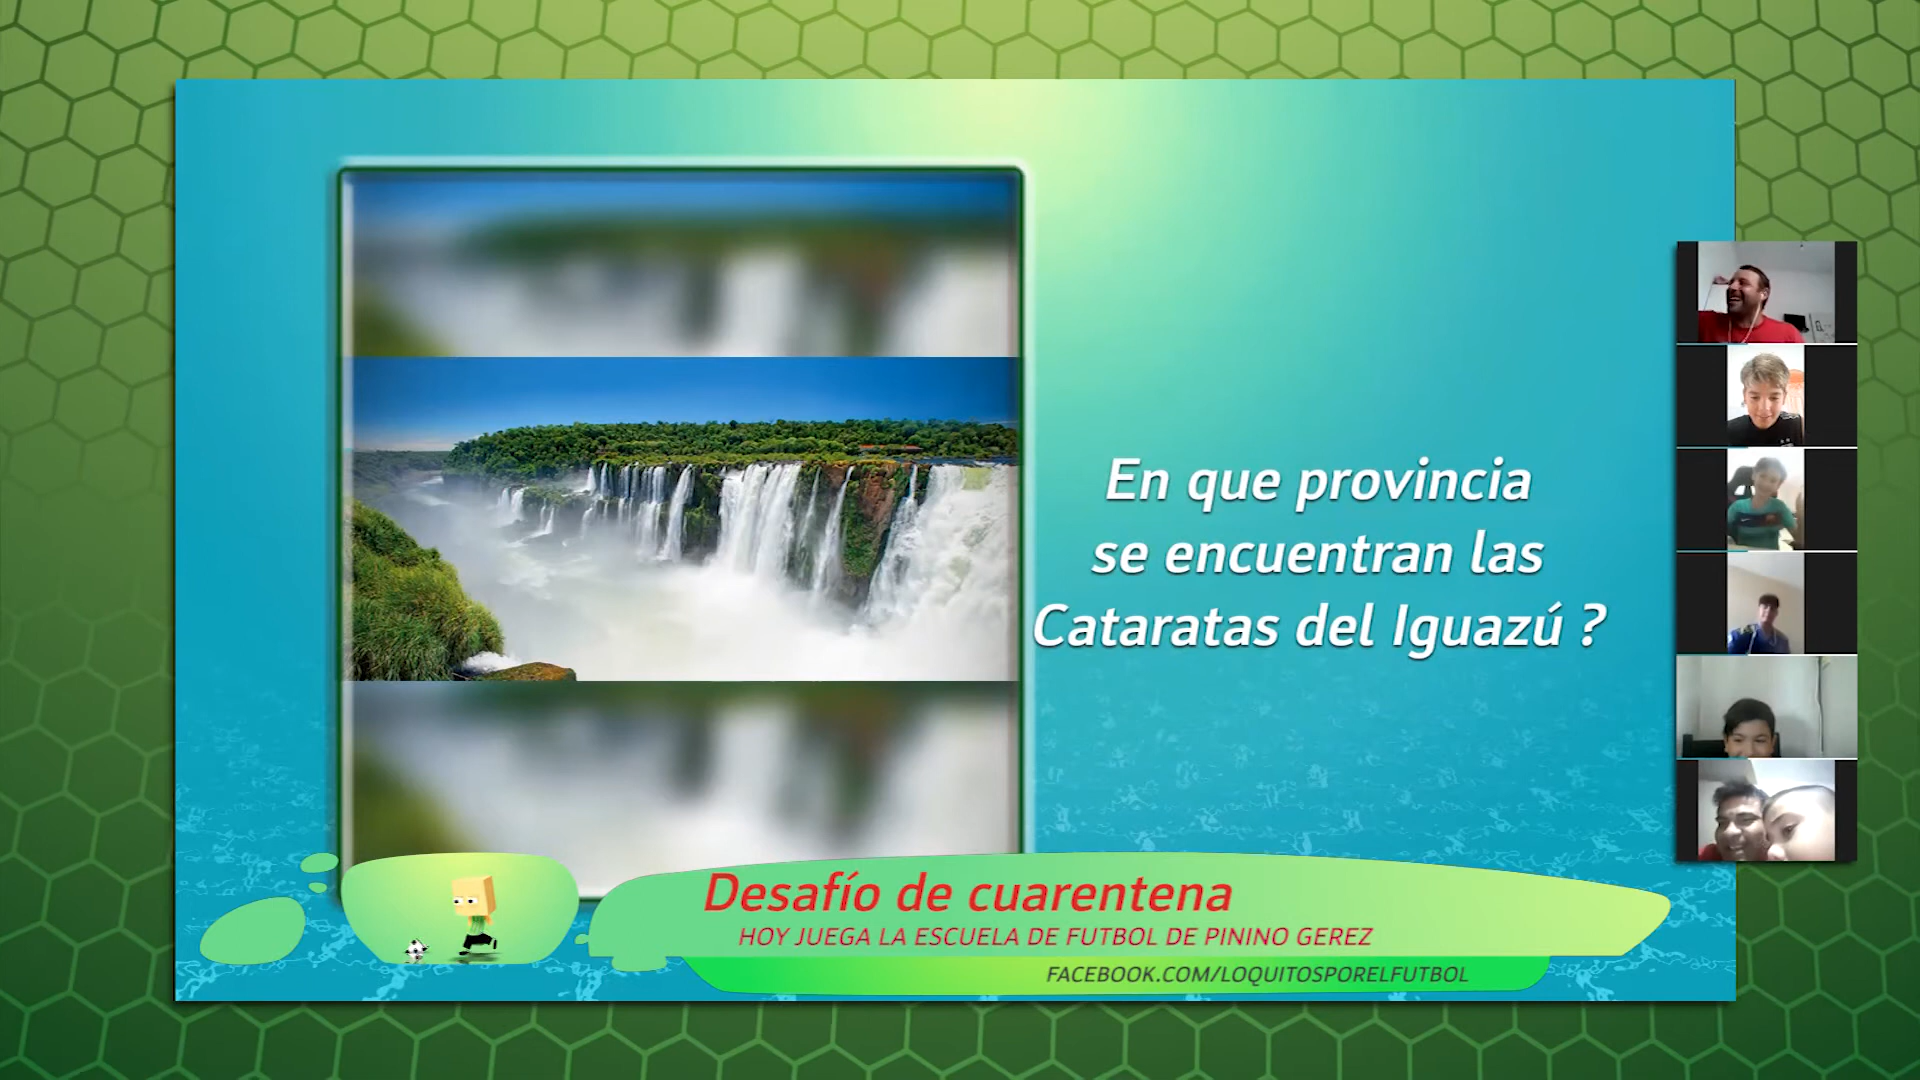 En que provincia
se encuentran las
Cataratas del Iguazú ?
Desafío de cuarentena
HOY JUEGA LA ESCUELA DE FUTBOL DE PININO GEREZ
FACEBOOK.COM/LOQUITOSPORELFUTBOL